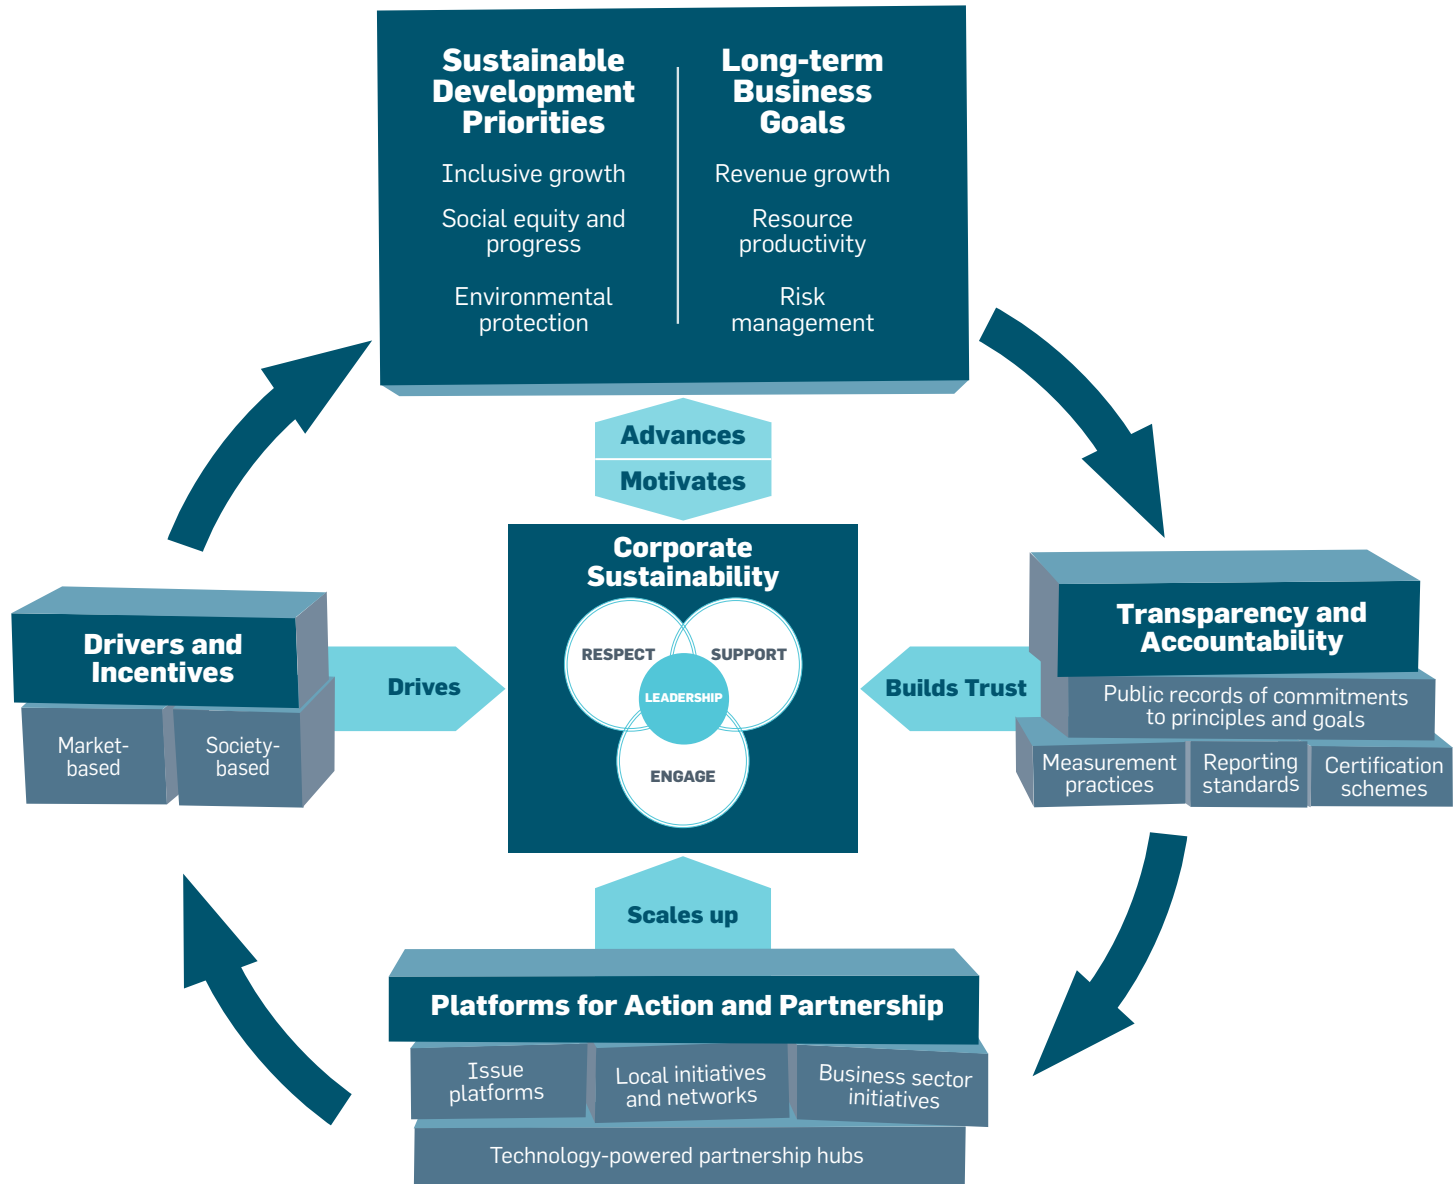 Sustainable
Development
Priorities
Inclusive growth
Social equity and
progress
Environmental
protection
Long-term
Business
Goals
Revenue growth
Resource
productivity
Risk
management
Advances
Motivates
Corporate
Sustainability
RESPECT
SUPPORT
LEADERSHIP
ENGAGE
Drivers and
Incentives
Market-
based
Society-
based
Drives
Builds Trust
Transparency and
Accountability
Public records of commitments
to principles and goals
Measurement
practices
Reporting
standards
Certification
schemes
Scales up
Platforms for Action and Partnership
Issue
platforms
Local initiatives
and networks
Business sector
initiatives
Technology-powered partnership hubs